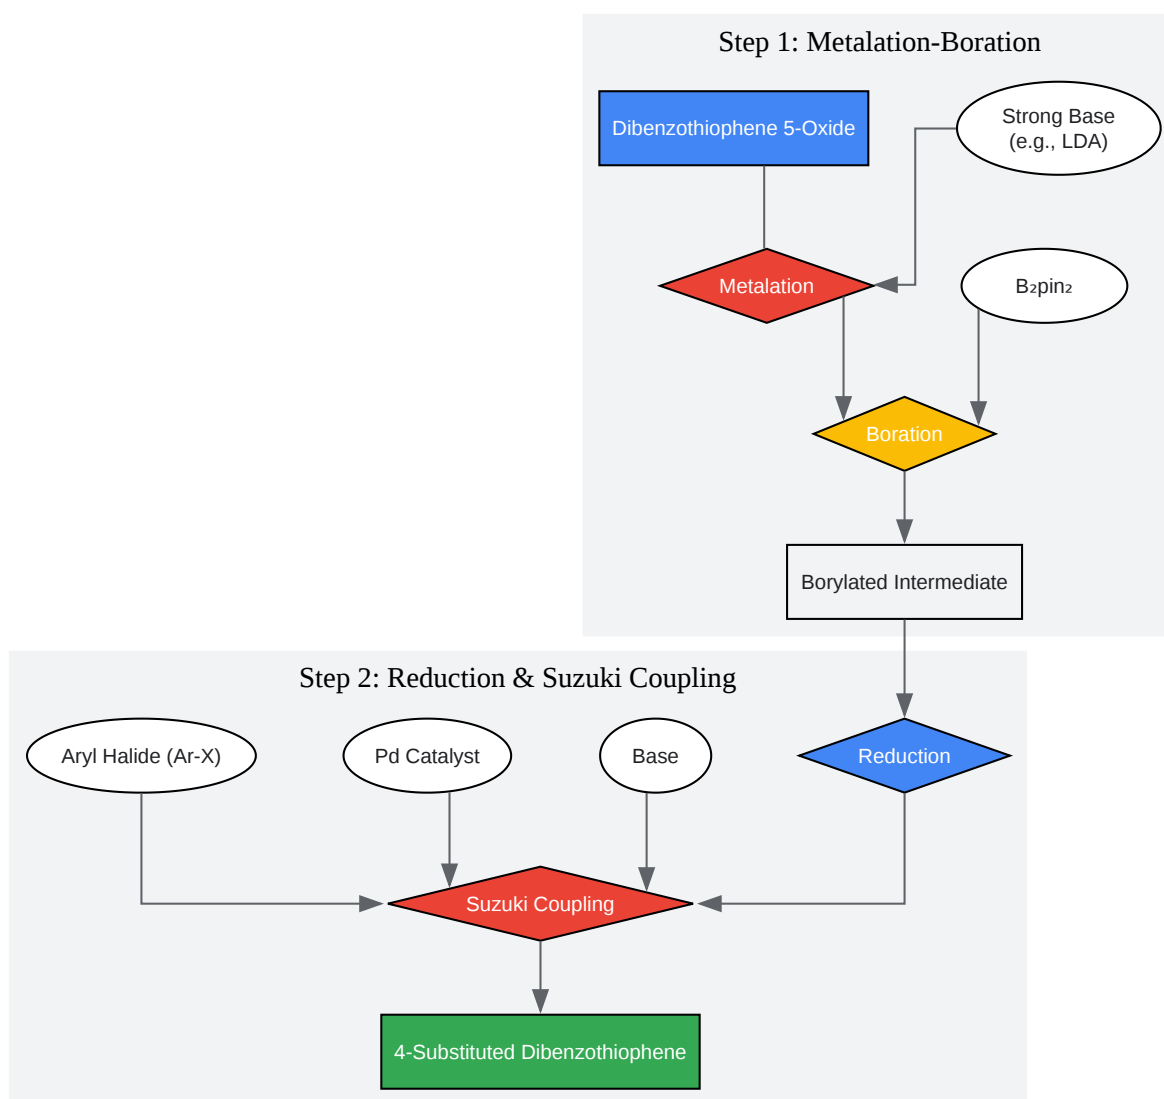 Step 1: Metalation-Boration
Dibenzothiophene 5-Oxide
Strong Base
(e.g., LDA)
Metalation
B₂pin₂
Boration
Borylated Intermediate
Step 2: Reduction & Suzuki Coupling
Aryl Halide (Ar-X)
Pd Catalyst
Base
Reduction
Suzuki Coupling
4-Substituted Dibenzothiophene